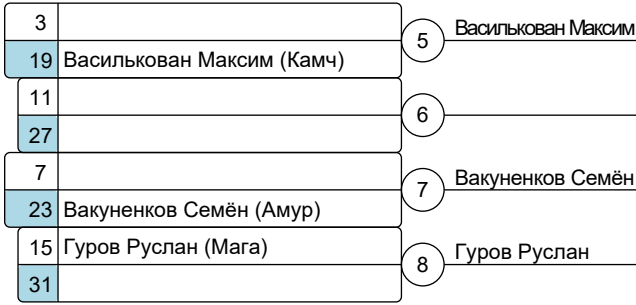 3
5 Василькован Максим
19 Василькован Максим (Камч)
11
6
27
7
7 Вакуненков Семён
23 Вакуненков Семён (Амур)
15 Гуров Руслан (Мага)
8 Гуров Руслан
31